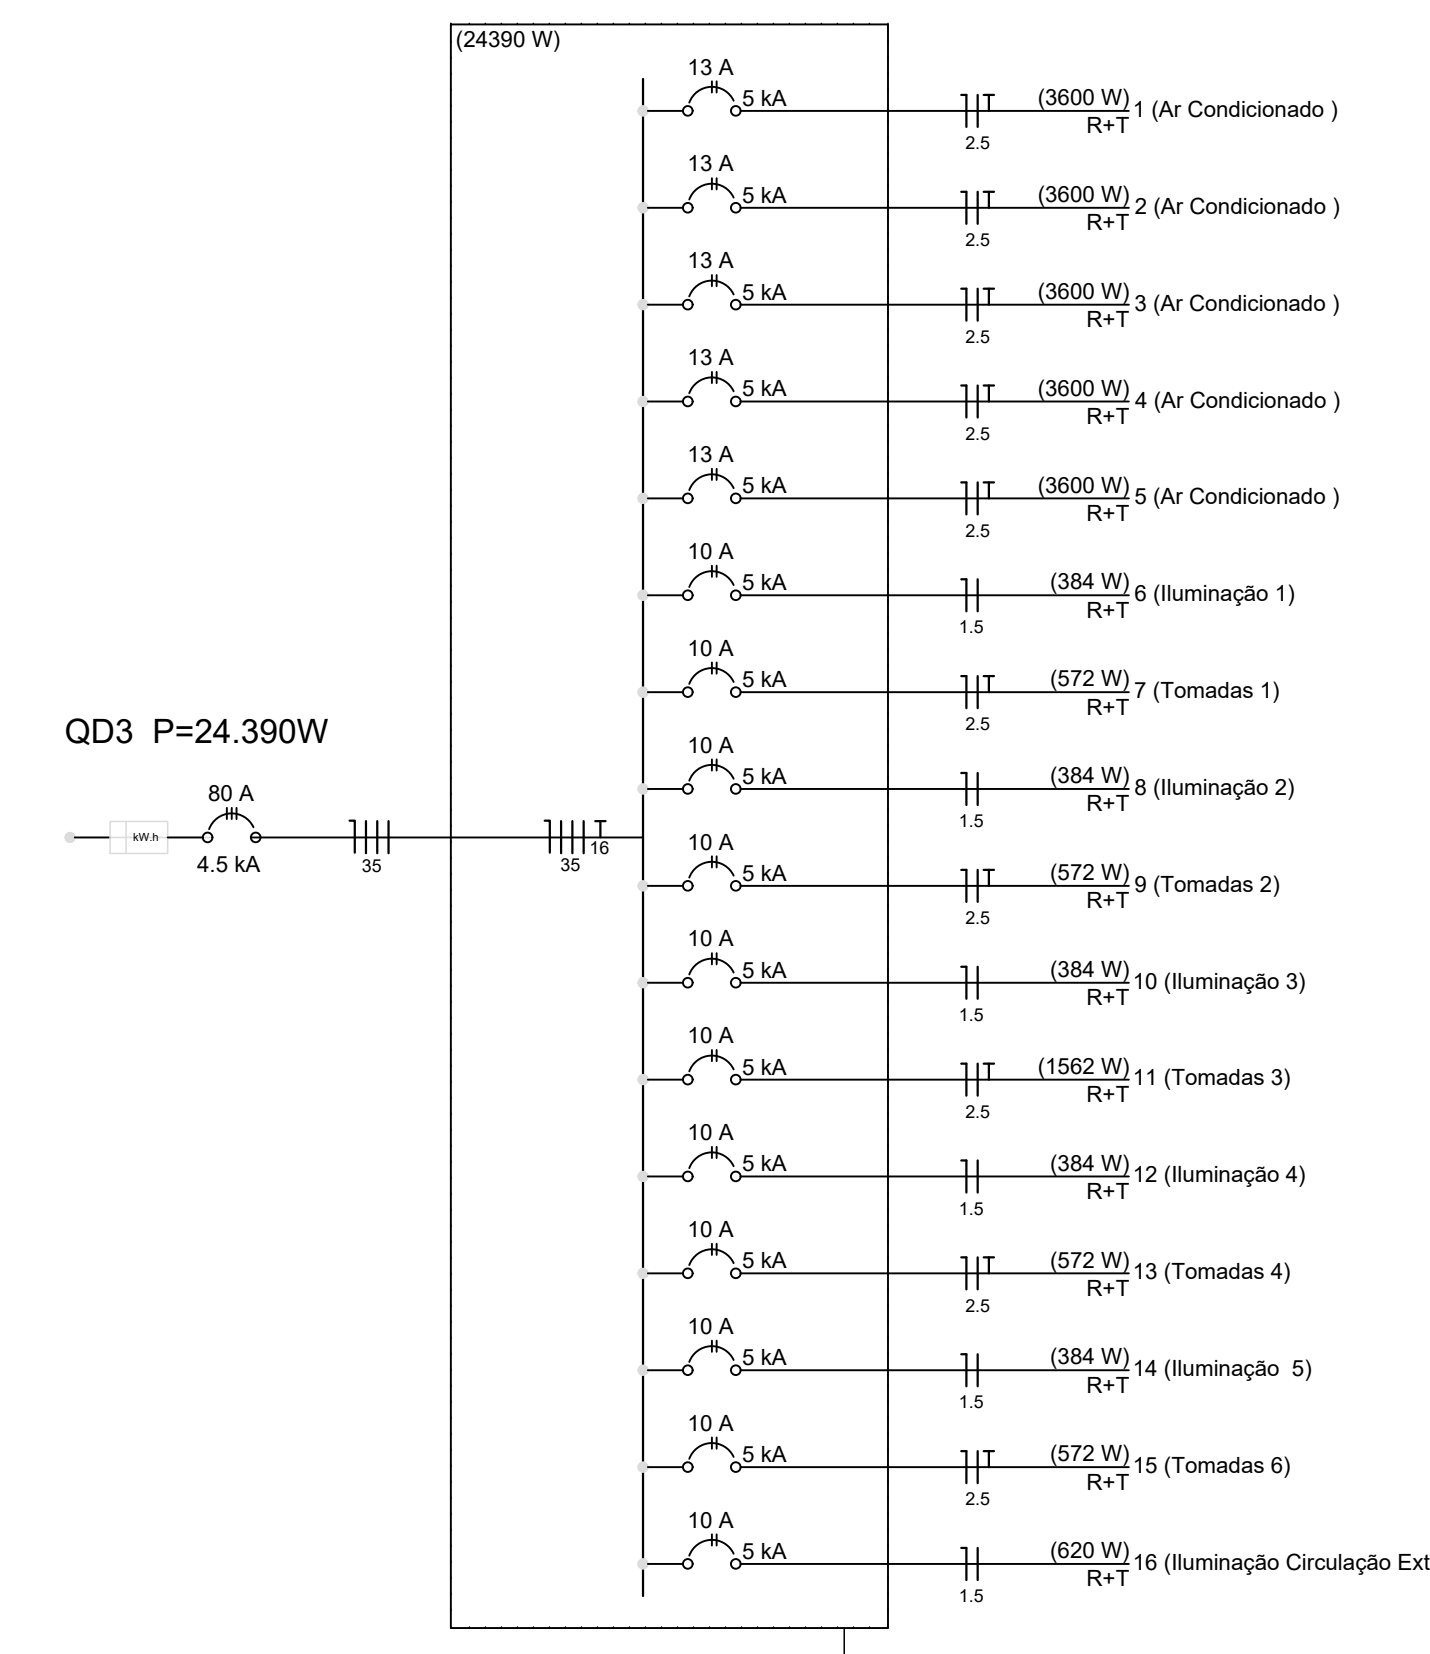 (24390 W)
13 A
5 kA
(3600 W)
1 (Ar Condicionado )
T
R+T
2.5
13 A
5 kA
(3600 W)
2 (Ar Condicionado )
T
R+T
2.5
13 A
5 kA
(3600 W)
3 (Ar Condicionado )
T
R+T
2.5
13 A
5 kA
(3600 W)
4 (Ar Condicionado )
T
R+T
2.5
13 A
5 kA
(3600 W)
5 (Ar Condicionado )
T
R+T
2.5
10 A
5 kA
(384 W)
6 (Iluminação 1)
R+T
1.5
10 A
5 kA
(572 W)
7 (Tomadas 1)
T
R+T
2.5
QD3 P=24.390W
80 A
kW.h
4.5 kA
35
T
16
35
10 A
5 kA
(384 W)
8 (Iluminação 2)
R+T
1.5
10 A
5 kA
(572 W)
9 (Tomadas 2)
T
R+T
2.5
10 A
5 kA
(384 W)
10 (Iluminação 3)
R+T
1.5
10 A
5 kA
(1562 W)
11 (Tomadas 3)
T
R+T
2.5
10 A
5 kA
(384 W)
12 (Iluminação 4)
R+T
1.5
10 A
5 kA
(572 W)
13 (Tomadas 4)
T
R+T
2.5
10 A
5 kA
(384 W)
14 (Iluminação 5)
R+T
1.5
10 A
5 kA
(572 W)
15 (Tomadas 6)
T
R+T
2.5
10 A
5 kA
(620 W)
16 (Iluminação Circulação Ext
R+T
1.5